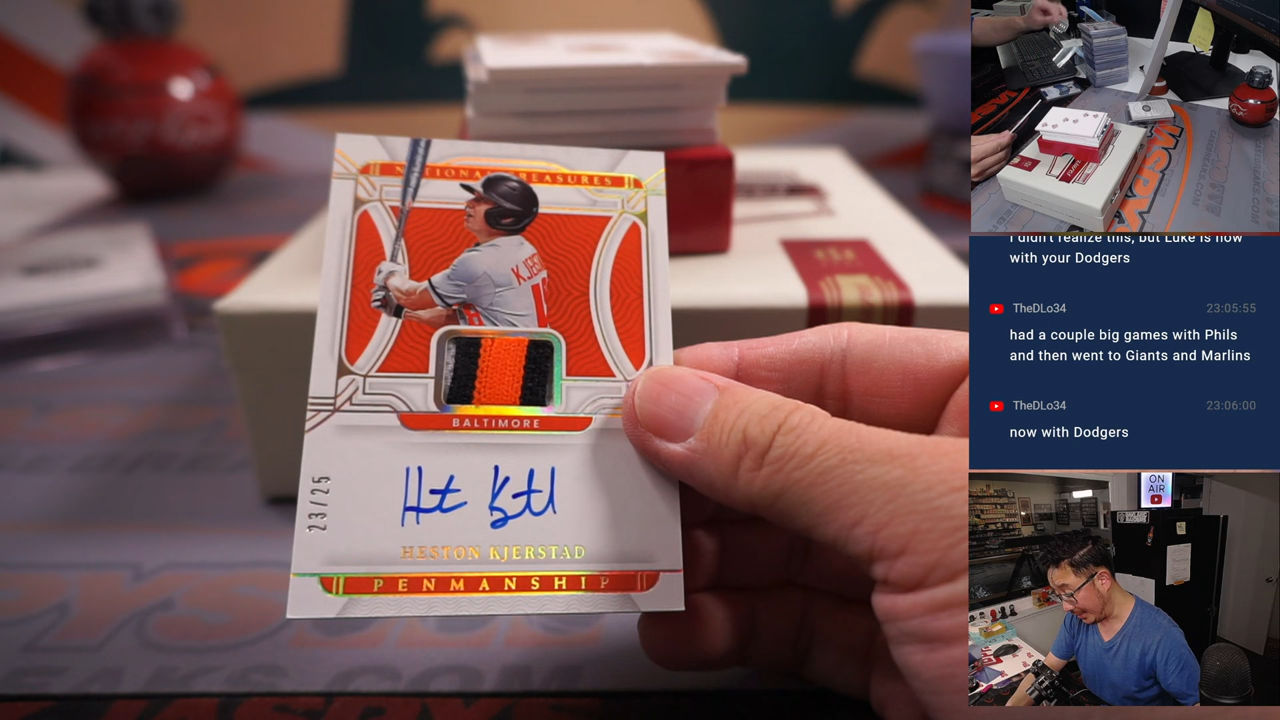 NATIONAL TREASURES
BALTIMORE
23/25
HESTON KJERSTAD
PENMANSHIP
I didn't realize this, but Luke is now
with your Dodgers
TheDLo34
23:05:55
had a couple big games with Phils
and then went to Giants and Marlins
TheDLo34
23:06:00
now with Dodgers
ON
AIR